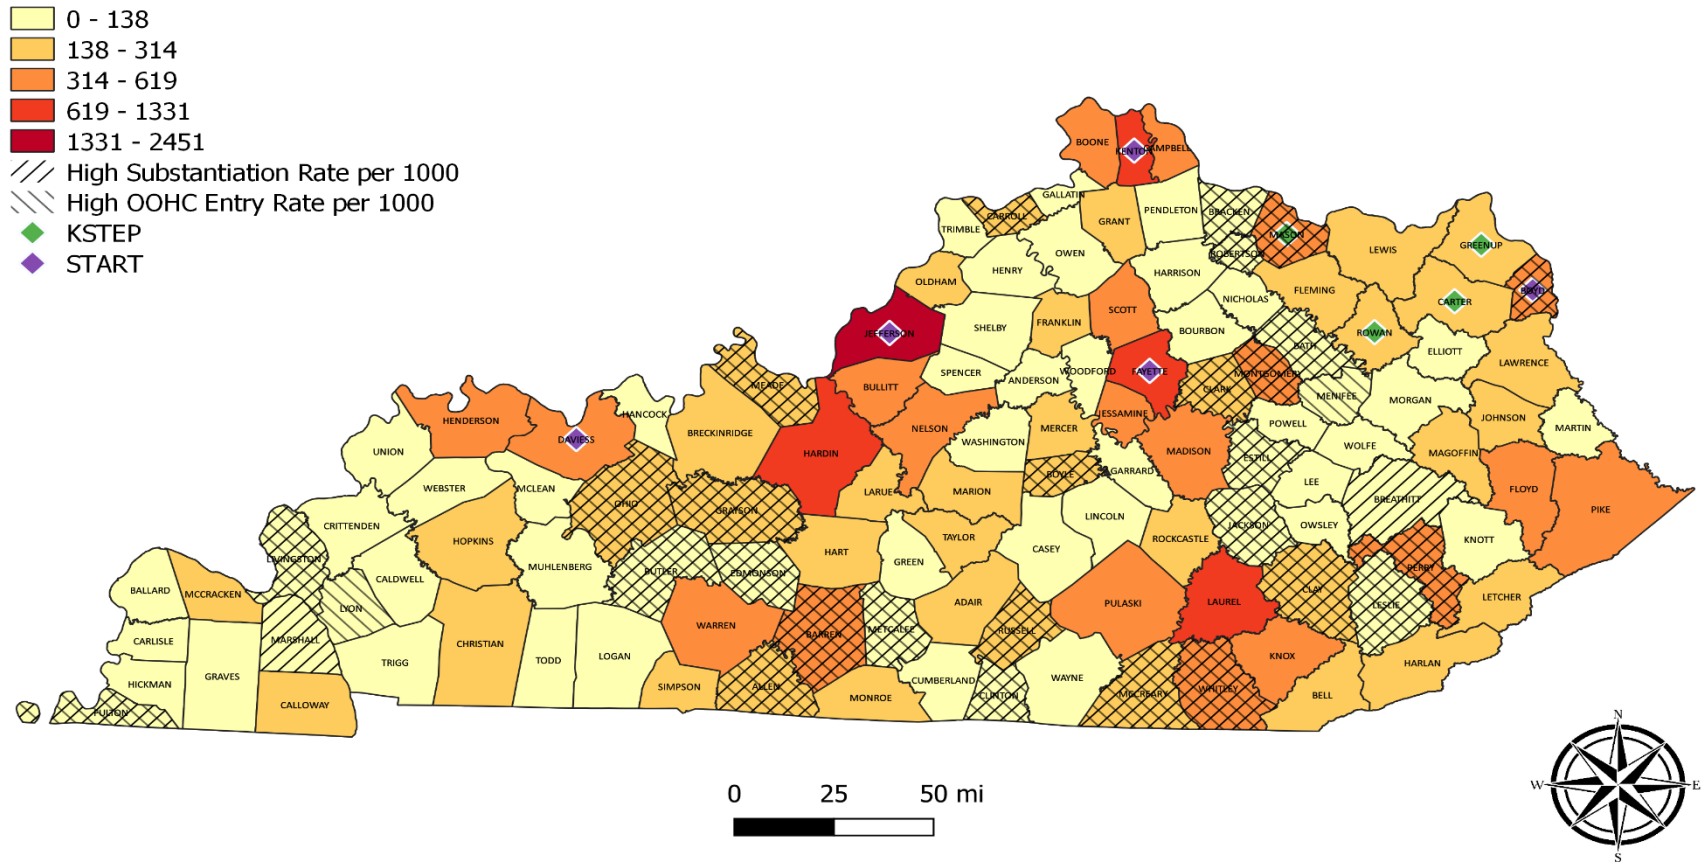 0 - 138
138 - 314
314 - 619
619 - 1331
1331 - 2451
High Substantiation Rate per 1000
High OOHC Entry Rate per 1000
KSTEP
START
BOONE
KENTON
CAMPBELL
GALLATIN
CARROLL
GRANT
PENDLETON
BRACKEN
MASON
TRIMBLE
ROBERTSON
LEWIS
GREENUP
OWEN
HENRY
HARRISON
OLDHAM
FLEMING
BOYD
NICHOLAS
CARTER
SCOTT
FRANKLIN
SHELBY
BOURBON
JEFFERSON
ROWAN
BATH
ELLIOTT
LAWRENCE
SPENCER
WOODFORD
FAYETTE
MONTGOMERY
ANDERSON
BULLITT
MEADE
CLARK
MENIFEE
MORGAN
JESSAMINE
HANCOCK
HENDERSON
JOHNSON
POWELL
MARTIN
NELSON
MERCER
BRECKINRIDGE
DAVIESS
WASHINGTON
WOLFE
UNION
HARDIN
MADISON
MAGOFFIN
ESTILL
GARRARD
BOYLE
LEE
WEBSTER
MCLEAN
FLOYD
LARUE
MARION
BREATHITT
OHIO
GRAYSON
PIKE
LINCOLN
CRITTENDEN
JACKSON
OWSLEY
TAYLOR
ROCKCASTLE
HOPKINS
KNOTT
CASEY
HART
LIVINGSTON
GREEN
MUHLENBERG
PERRY
BUTLER
EDMONSON
CALDWELL
BALLARD
CLAY
MCCRACKEN
LETCHER
ADAIR
LAUREL
PULASKI
LESLIE
LYON
WARREN
METCALFE
RUSSELL
BARREN
MARSHALL
CARLISLE
CHRISTIAN
LOGAN
KNOX
TODD
TRIGG
HARLAN
GRAVES
WAYNE
CUMBERLAND
HICKMAN
SIMPSON
ALLEN
WHITLEY
MCCREARY
CLINTON
BELL
MONROE
CALLOWAY
FULTON
0 25 50 mi
N
W E
S